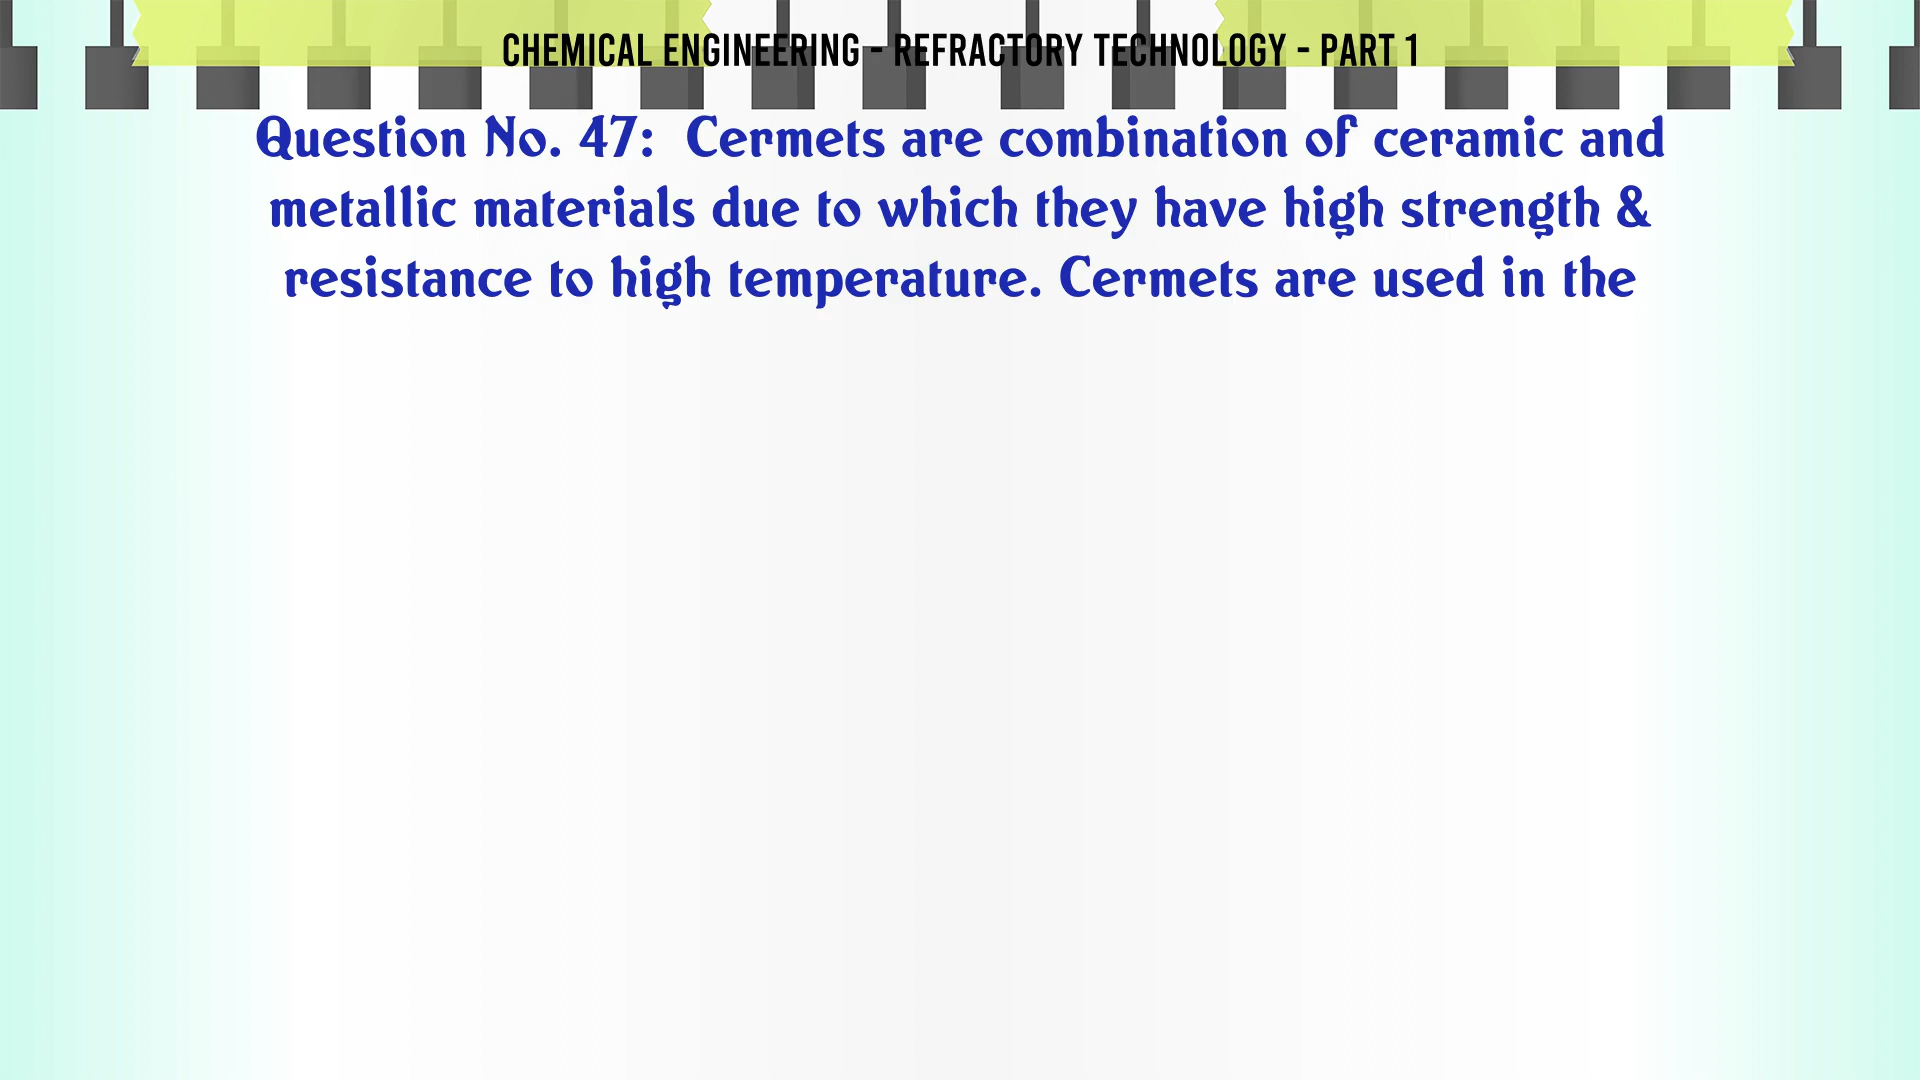 CHEMICAL ENGINEERING - REFRACTORY TECHNOLOGY - PART 1
Question No. 47: Cermets are combination of ceramic and
metallic materials due to which they have high strength &
resistance to high temperature. Cermets are used in the